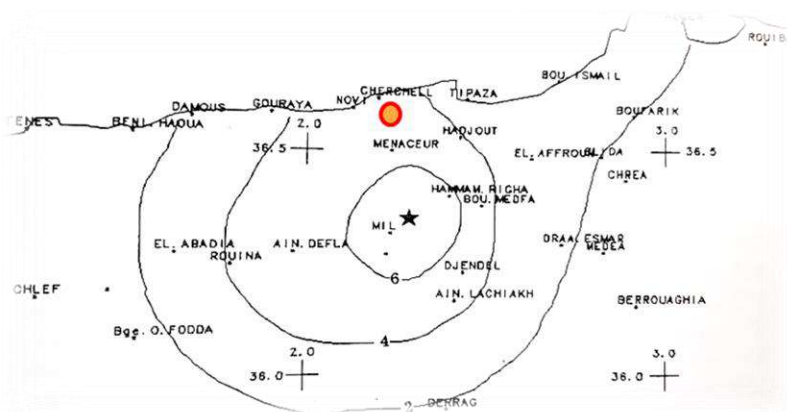 ROUIB
BOU.ISMAIL
CHERCHELL TIPAZA
NOVI
GOURAYA
DAMOUS
BENI.HAOUA
TENES
BOUFARIK
2.0
3.0
HADJOUT
36.5
MENACEUR
EL.AFFROUN
BLIDA
36.5
CHREA
HAMMAM.RIGHA
BOU.MEDFA
MIL
EL.ABADIA
AIN.DEFLA
ROUINA
DRAA.ESMAR
MEDEA
DJENDEL
6
CHLEF
AIN.LACHIAKH
BERROUAGHIA
Bge.O.FODDA
4
2.0
3.0
36.0
36.0
2
DERRAG